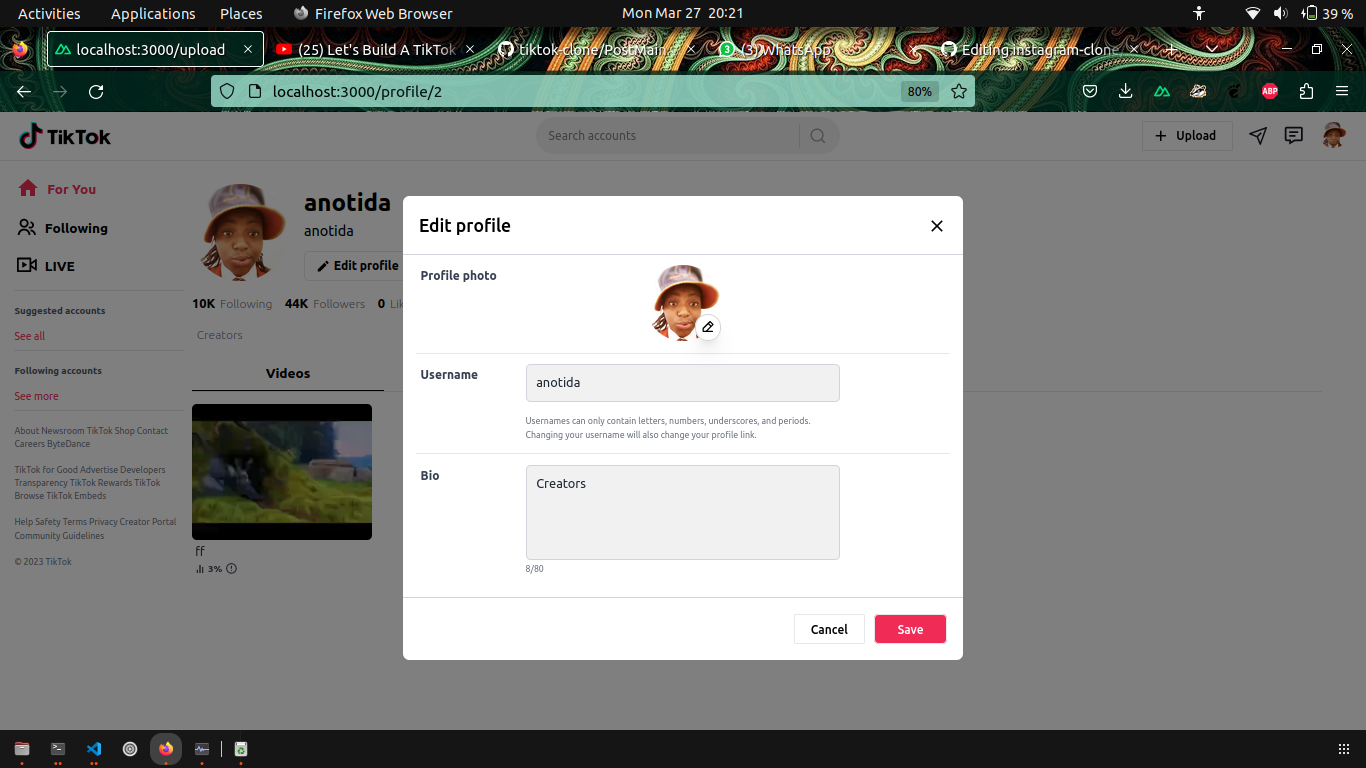 Activities Applications Places Firefox Web Browser Mon Mar 27 20:21 39 %
localhost:3000/upload (25) Let's Build A TikTok tiktok-clone/PostMain. 3 (3) WhatsApp Editing instagram-clone
localhost:3000/profile/2 80% ABP
TikTok Search accounts Upload
For You
Following
LIVE
Suggested accounts
See all
Following accounts
See more
About Newsroom TikTok Shop Contact
Careers ByteDance
TikTok for Good Advertise Developers
Transparency TikTok Rewards TikTok
Browse TikTok Embeds
Help Safety Terms Privacy Creator Portal
Community Guidelines
© 2023 TikTok
anotida
anotida
Edit profile
10K Following 44K Followers 0 Lik
Creators
Videos
ff
3%
Edit profile
Profile photo
Username
anotida
Usernames can only contain letters, numbers, underscores, and periods.
Changing your username will also change your profile link.
Bio
Creators
8/80
Cancel Save